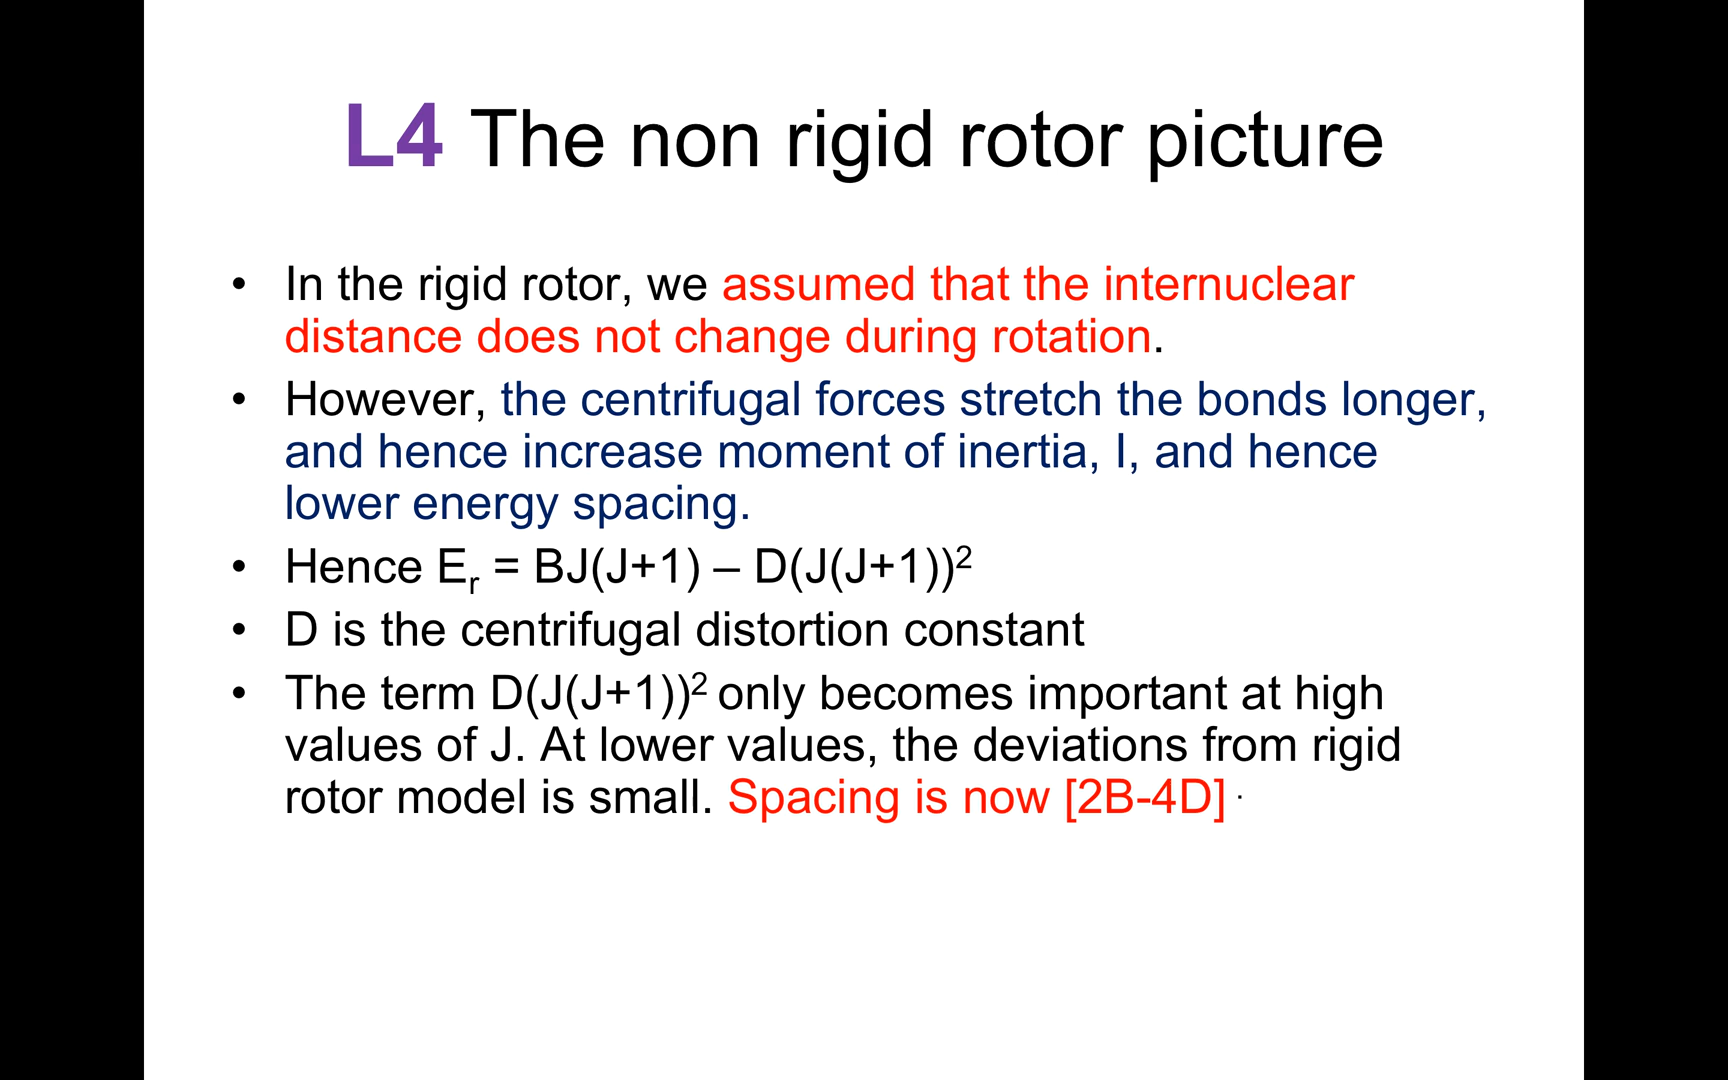 L4 The non rigid rotor picture
• In the rigid rotor, we assumed that the internuclear
distance does not change during rotation.
• However, the centrifugal forces stretch the bonds longer,
and hence increase moment of inertia, I, and hence
lower energy spacing.
• Hence Eᵣ = BJ(J+1) – D(J(J+1))²
• D is the centrifugal distortion constant
• The term D(J(J+1))² only becomes important at high
values of J. At lower values, the deviations from rigid
rotor model is small. Spacing is now [2B-4D] .